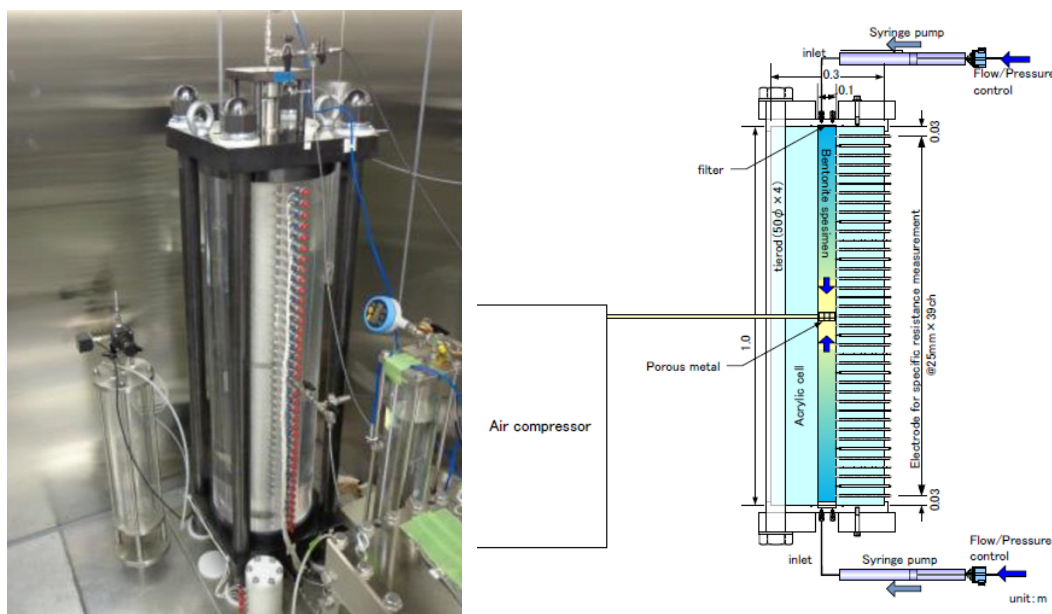 Syringe pump
inlet
Flow/Pressure
control
0.3
0.1
0.03
filter
Bentonite spesimen
tierod(50φ×4)
Electrode for specific resistance measurement
@25mm×39ch
1.0
Porous metal
Acrylic cell
Air compressor
0.03
inlet
Syringe pump
Flow/Pressure
control
unit:m